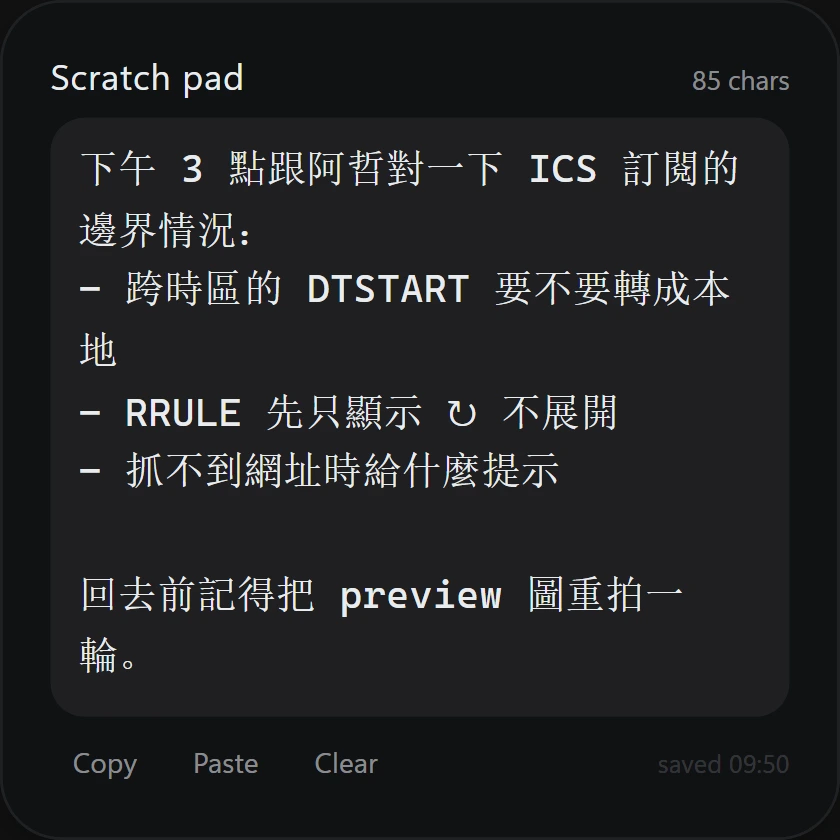 Scratch pad
85 chars
下午 3 點跟阿哲對一下 ICS 訂閱的
邊界情況：
- 跨時區的 DTSTART 要不要轉成本
地
- RRULE 先只顯示 ↻ 不展開
- 抓不到網址時給什麼提示
回去前記得把 preview 圖重拍一
輪。
Copy Paste Clear
saved 09:50